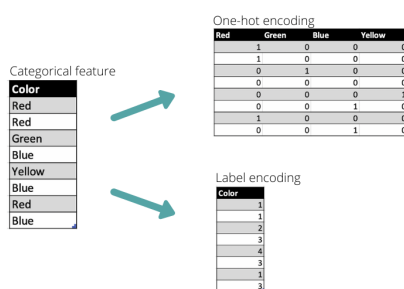 One-hot encoding
Red Green Blue Yellow
1 0 0 0
1 0 0 0
0 1 0 0
0 0 0
0 0 0 1
0 0 1 0
1 0 0 0
0 0 1 0
Categorical feature
Color
Red
Red
Green
Blue
Yellow
Blue
Red
Blue
Label encoding
Color
1
1
2
3
4
3
1
3